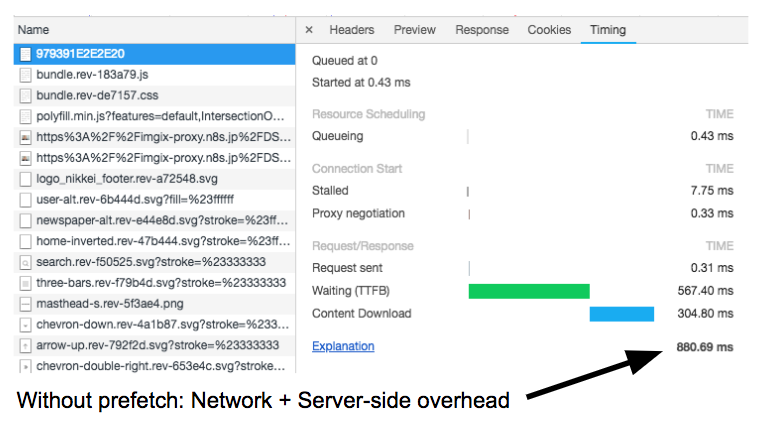 Name
979391E2E2E20
bundle.rev-183a79.js
bundle.rev-de7157.css
polyfill.min.js?features=default,IntersectionO...
https%3A%2F%2Fimgix-proxy.n8s.jp%2FDS...
https%3A%2F%2Fimgix-proxy.n8s.jp%2FDS...
logo_nikkei_footer.rev-a72548.svg
user-alt.rev-6b444d.svg?fill=%23ffffff
newspaper-alt.rev-e44e8d.svg?stroke=%23ff...
home-inverted.rev-47b444.svg?stroke=%23ff...
search.rev-f50525.svg?stroke=%23333333
three-bars.rev-f79b4d.svg?stroke=%23333333
masthead-s.rev-5f3ae4.png
chevron-down.rev-4a1b87.svg?stroke=%233...
arrow-up.rev-792f2d.svg?stroke=%23333333
chevron-double-right.rev-653e4c.svg?stroke=...
× Headers Preview Response Cookies Timing
Queued at 0
Started at 0.43 ms
Resource Scheduling TIME
Queueing 0.43 ms
Connection Start TIME
Stalled 7.75 ms
Proxy negotiation 0.33 ms
Request/Response TIME
Request sent 0.31 ms
Waiting (TTFB) 567.40 ms
Content Download 304.80 ms
Explanation 880.69 ms
Without prefetch: Network + Server-side overhead